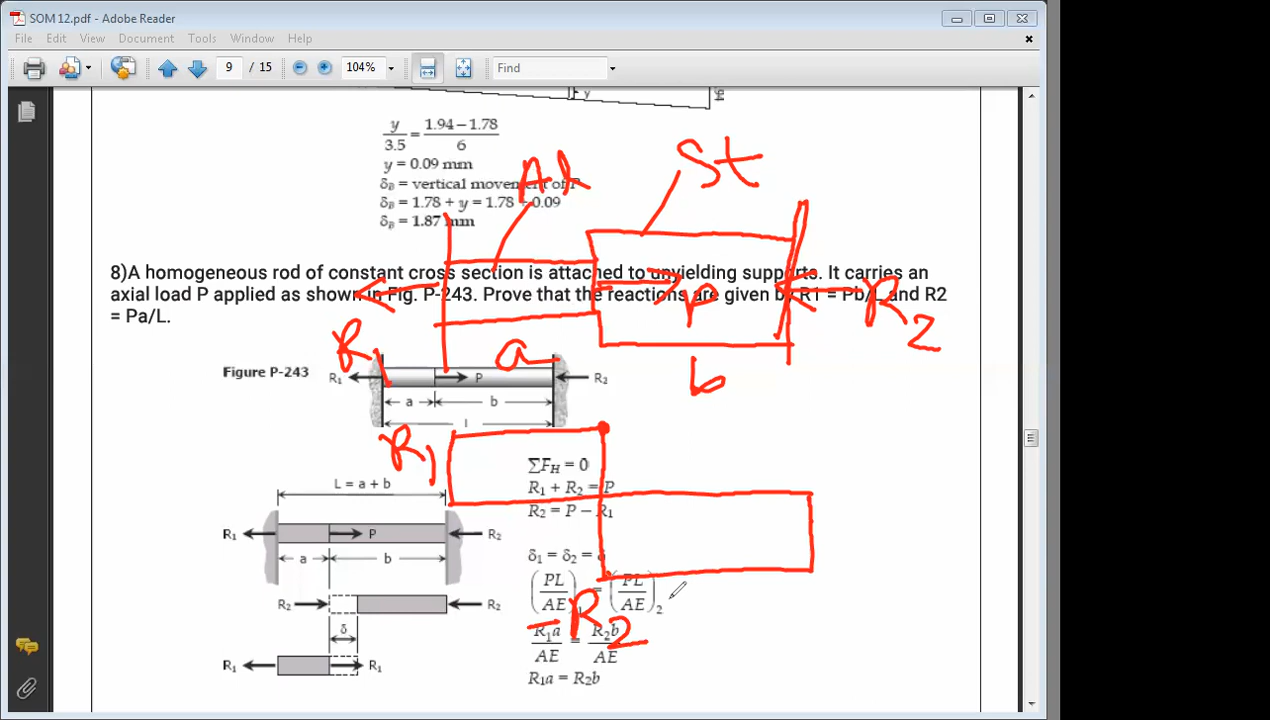 SOM 12.pdf - Adobe Reader
File Edit View Document Tools Window Help
9 / 15 104% Find
y
y/3.5 = 1.94 − 1.78/6
y = 0.09 mm
δB = vertical movement of P
δB = 1.78 + y = 1.78 + 0.09
δB = 1.87 mm
Al
St
8)A homogeneous rod of constant cross section is attached to unyielding supports. It carries an
axial load P applied as shown in Fig. P-243. Prove that the reactions are given by R1 = Pb/L and R2
= Pa/L.
P
R1
R2
a
b
Figure P-243
R1 P R2
a b
L
R1
ΣFH = 0
R1 + R2 = P
R2 = P − R1
L = a + b
R1 P R2
a b
δ1 = δ2 = δ
(PL/AE)1 = (PL/AE)2
R2 R2
δ
-R2
R1a/AE = R2b/AE
R1 R1
R1a = R2b